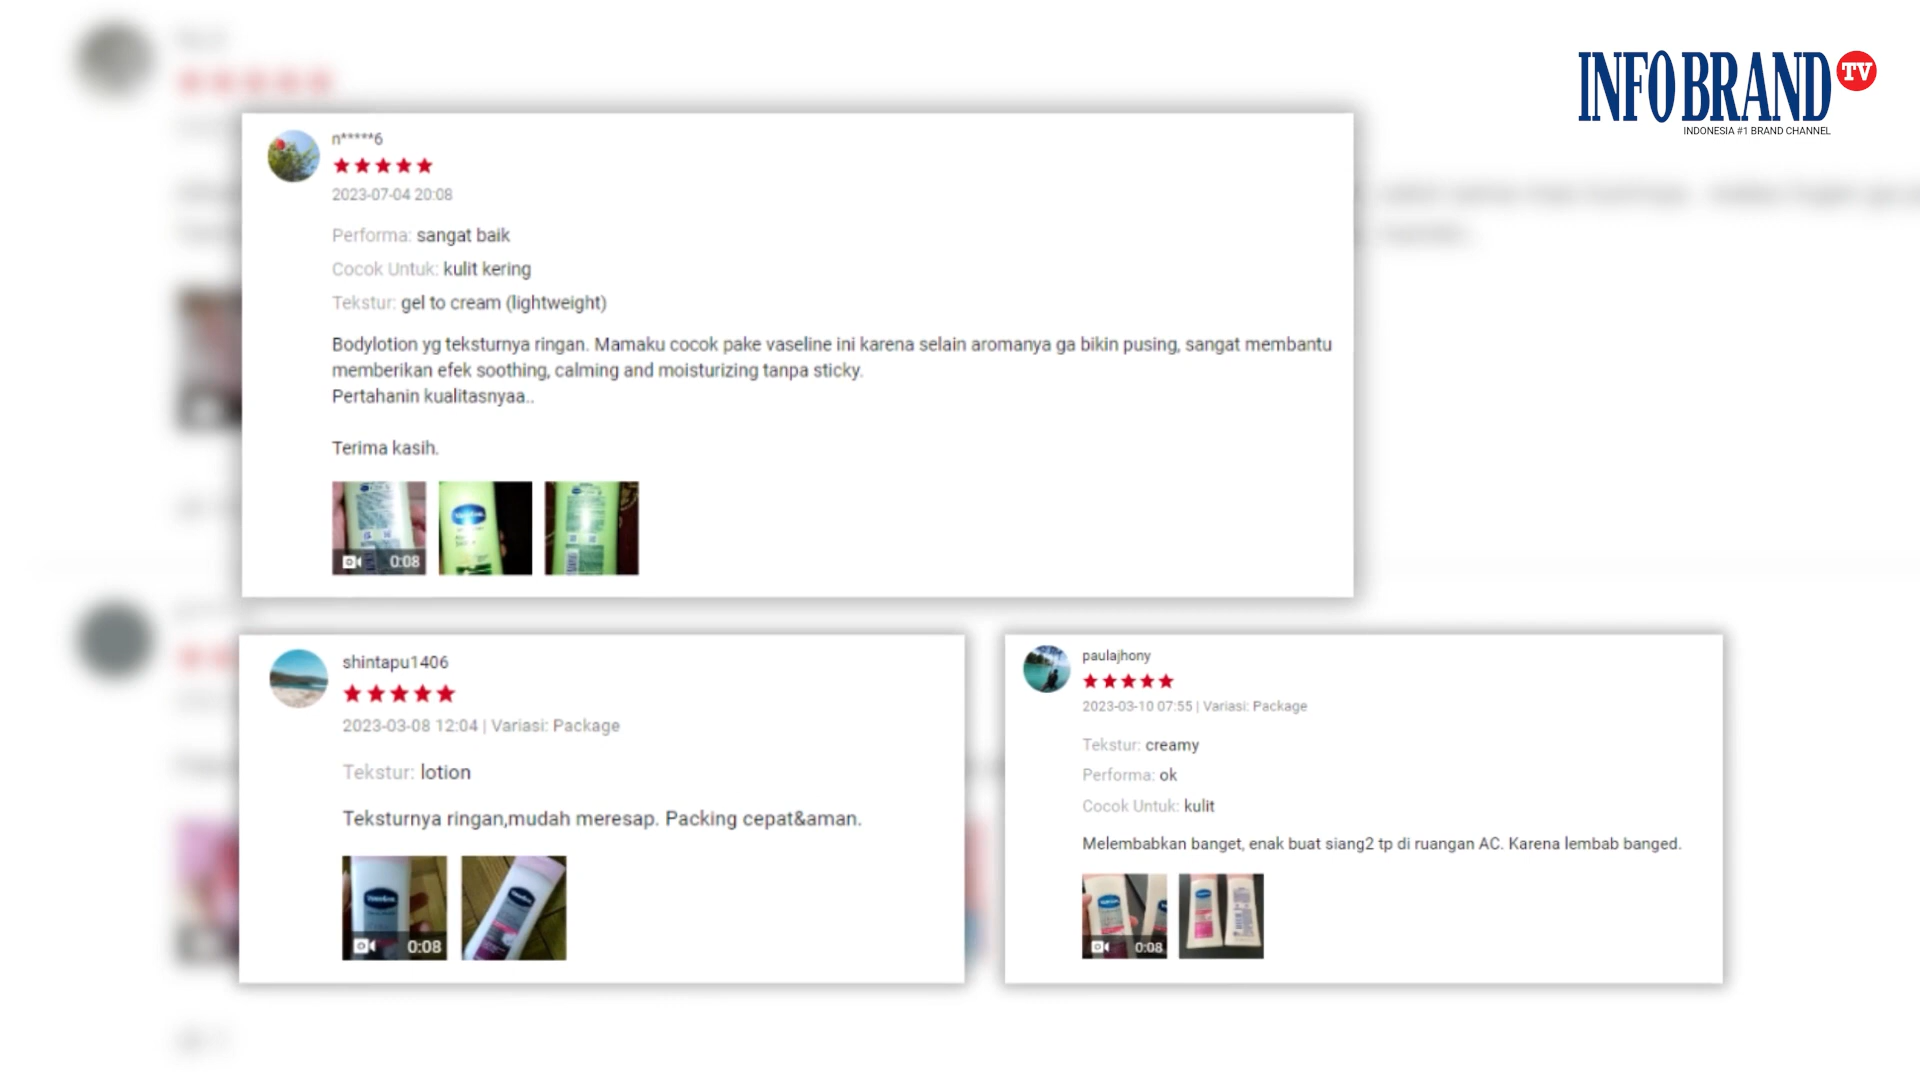 INFOBRAND TV
INDONESIA #1 BRAND CHANNEL
n*****6
2023-07-04 20:08
Performa: sangat baik
Cocok Untuk: kulit kering
Tekstur: gel to cream (lightweight)
Bodylotion yg teksturnya ringan. Mamaku cocok pake vaseline ini karena selain aromanya ga bikin pusing, sangat membantu
memberikan efek soothing, calming and moisturizing tanpa sticky.
Pertahanin kualitasnyaa..
Terima kasih.
Vaseline
0:08
shintapu1406
2023-03-08 12:04 | Variasi: Package
Tekstur: lotion
Teksturnya ringan,mudah meresap. Packing cepat&aman.
Vaseline
0:08
paulajhony
2023-03-10 07:55 | Variasi: Package
Tekstur: creamy
Performa: ok
Cocok Untuk: kulit
Melembabkan banget, enak buat siang2 tp di ruangan AC. Karena lembab banged.
0:08